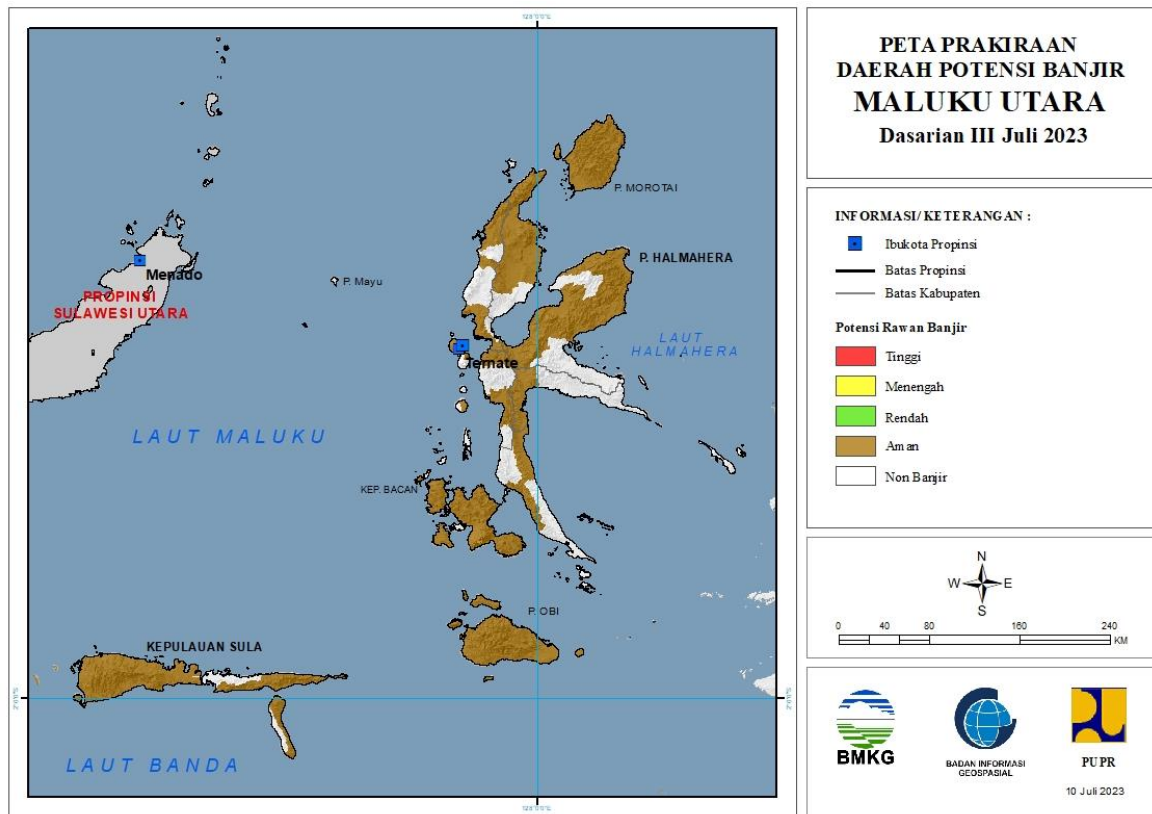 PETA PRAKIRAAN
DAERAH POTENSI BANJIR
MALUKU UTARA
Dasarian III Juli 2023
INFORMASI/ KETERANGAN :
Ibukota Propinsi
Batas Propinsi
Batas Kabupaten
Potensi Rawan Banjir
Tinggi
Menengah
Rendah
Aman
Non Banjir
N
W E
S
0 40 80 160 240
KM
BMKG
BADAN INFORMASI
GEOSPASIAL
PUPR
10 Juli 2023
P. MOROTAI
P. HALMAHERA
Menado
P. Mayu
PROPINSI
SULAWESI UTARA
LAUT
HALMAHERA
Ternate
LAUT MALUKU
KEP. BACAN
P. OBI
KEPULAUAN SULA
LAUT BANDA